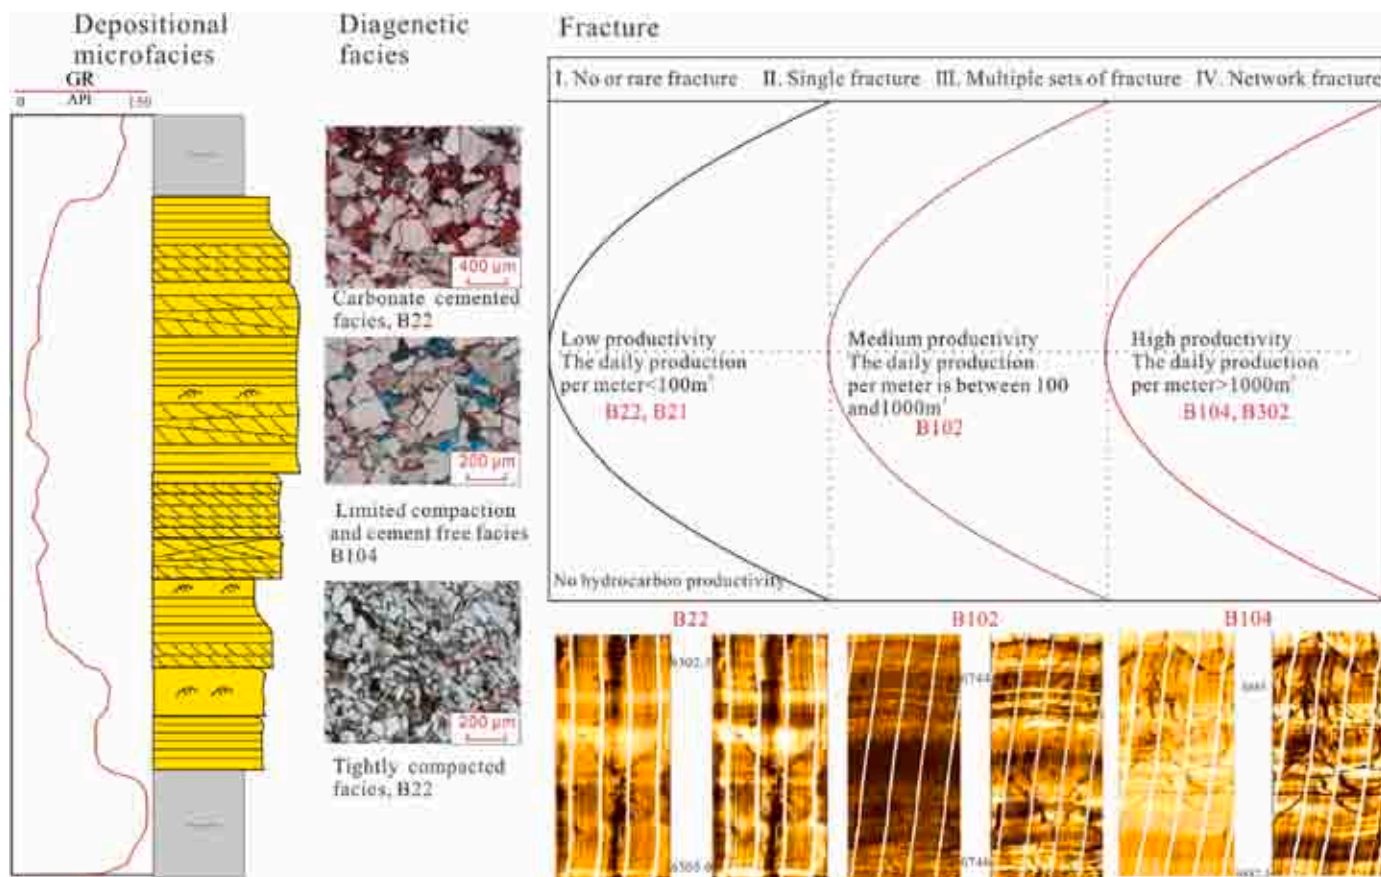 Depositional
microfacies
Diagenetic
facies
Fracture
GR
API
0
150
I. No or rare fracture
II. Single fracture
III. Multiple sets of fracture
IV. Network fracture
400 μm
Carbonate cemented
facies, B22
200 μm
Limited compaction
and cement free facies
B104
200 μm
Tightly compacted
facies, B22
Low productivity
The daily production
per meter<100m³
B22, B21
Medium productivity
The daily production
per meter is between 100
and1000m³
B102
High productivity
The daily production
per meter>1000m³
B104, B302
No hydrocarbon productivity
B22
B102
B104
6744
6746